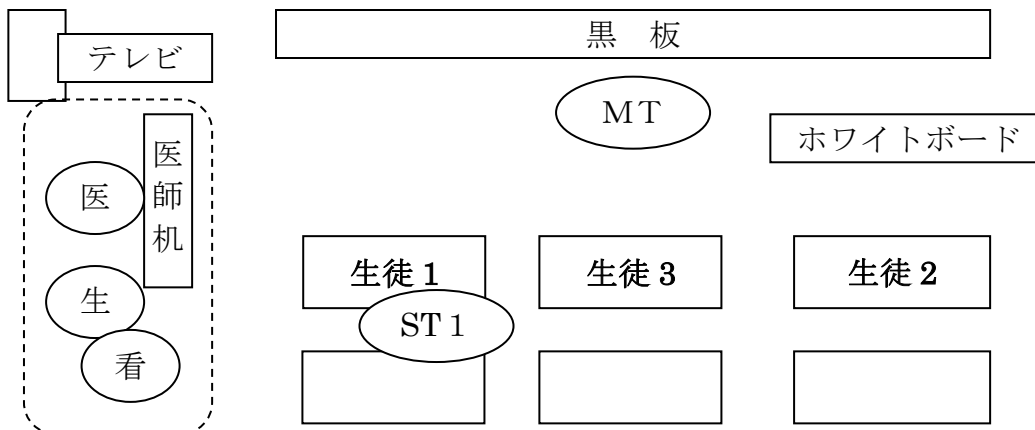 テレビ
黒　板
ＭＴ
ホワイトボード
医師机
医
生
看
生徒１
生徒３
生徒２
ST１